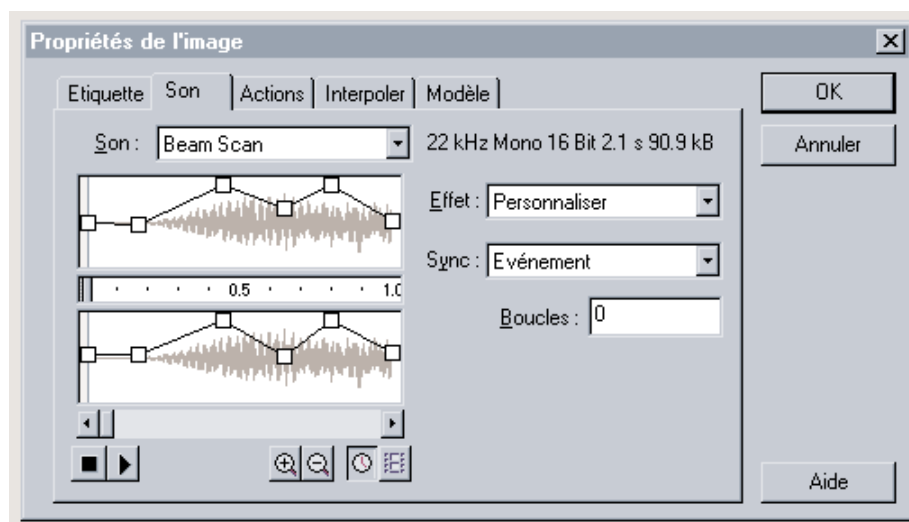 Propriétés de l'image
Etiquette Son Actions Interpoler Modèle
OK
Son : Beam Scan 22 kHz Mono 16 Bit 2.1 s 90.9 kB
Annuler
Effet : Personnaliser
Sync : Evénement
0.5 1.0
Boucles : 0
Aide